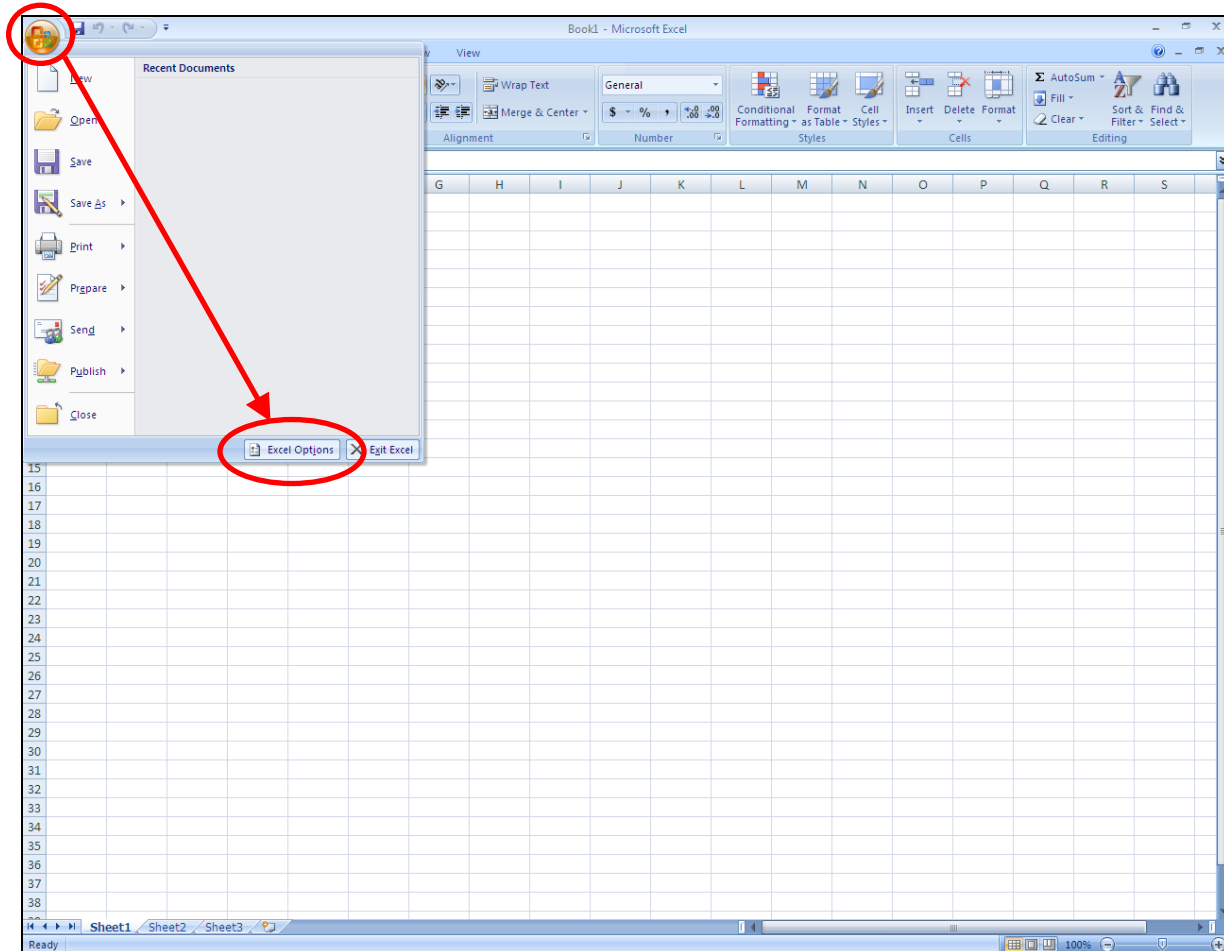 Book1 - Microsoft Excel
View
New
Open
Save
Save As
Print
Prepare
Send
Publish
Close
Recent Documents
Excel Options
Exit Excel
Wrap Text
Merge & Center
Alignment
General
$ % , .0 .00 .00 .0
Number
Conditional Formatting
Format as Table
Cell Styles
Styles
Insert
Delete
Format
Cells
Σ AutoSum
Fill
Clear
Sort & Filter
Find & Select
Editing
G H I J K L M N O P Q R S
15
16
17
18
19
20
21
22
23
24
25
26
27
28
29
30
31
32
33
34
35
36
37
38
Sheet1 Sheet2 Sheet3
Ready
100%